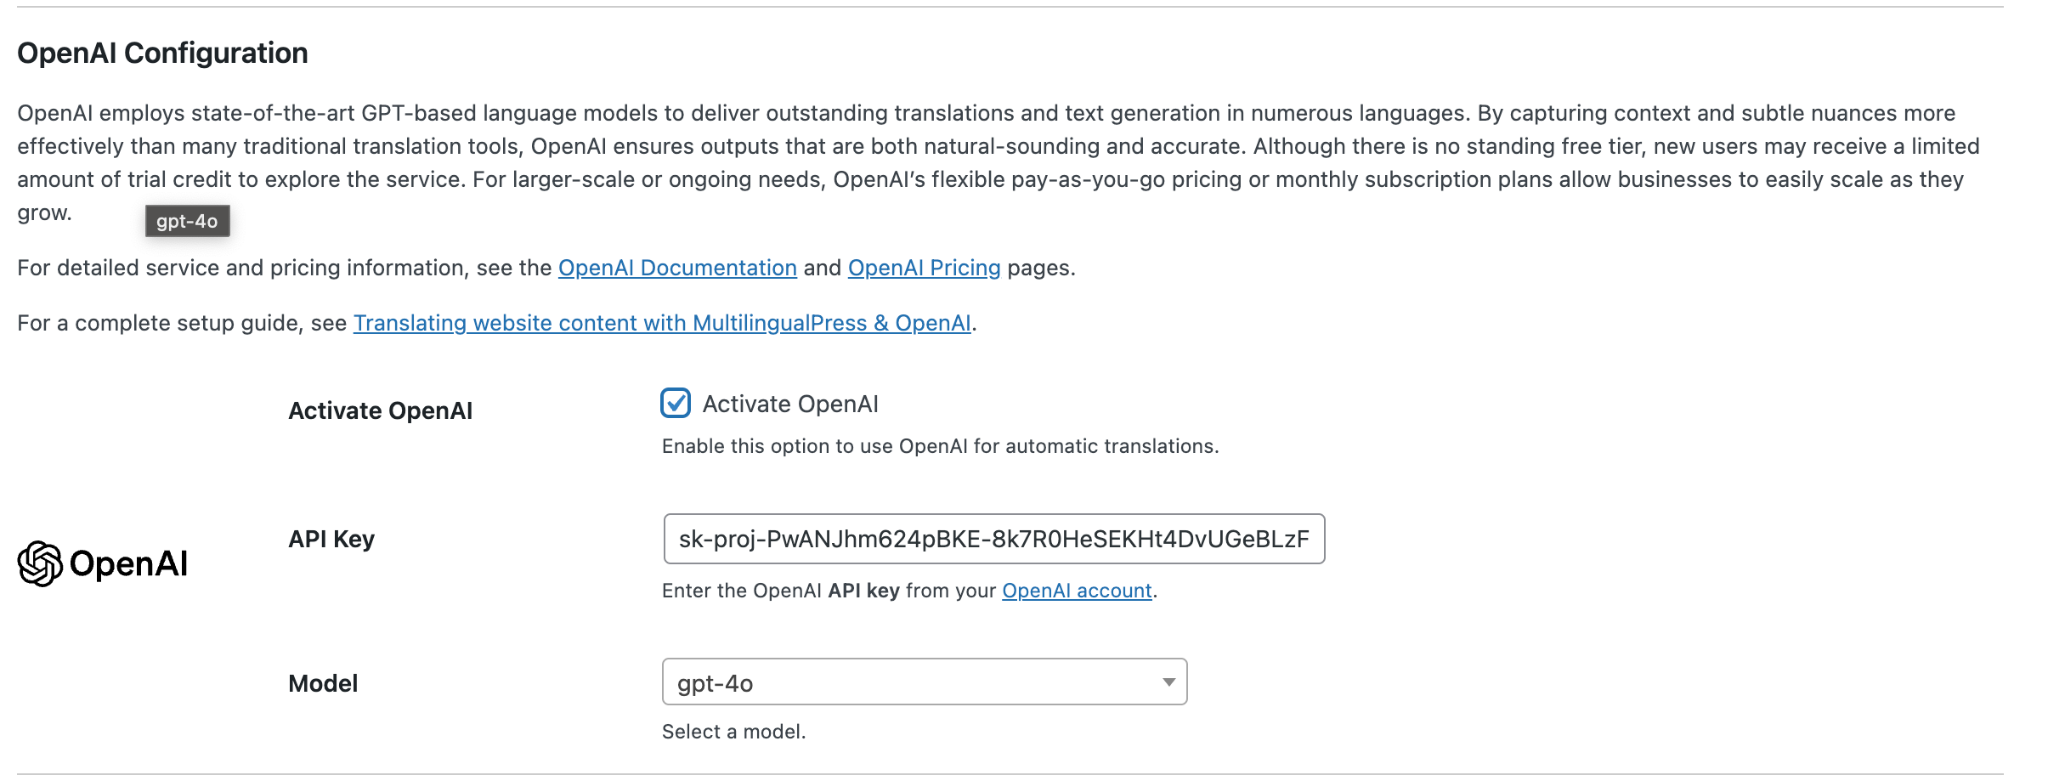 OpenAI Configuration
OpenAI employs state-of-the-art GPT-based language models to deliver outstanding translations and text generation in numerous languages. By capturing context and subtle nuances more
effectively than many traditional translation tools, OpenAI ensures outputs that are both natural-sounding and accurate. Although there is no standing free tier, new users may receive a limited
amount of trial credit to explore the service. For larger-scale or ongoing needs, OpenAI's flexible pay-as-you-go pricing or monthly subscription plans allow businesses to easily scale as they
grow.
gpt-4o
For detailed service and pricing information, see the OpenAI Documentation and OpenAI Pricing pages.
For a complete setup guide, see Translating website content with MultilingualPress & OpenAI.
Activate OpenAI
Activate OpenAI
Enable this option to use OpenAI for automatic translations.
OpenAI
API Key
sk-proj-PwANJhm624pBKE-8k7R0HeSEKHt4DvUGeBLzF
Enter the OpenAI API key from your OpenAI account.
Model
gpt-4o
Select a model.